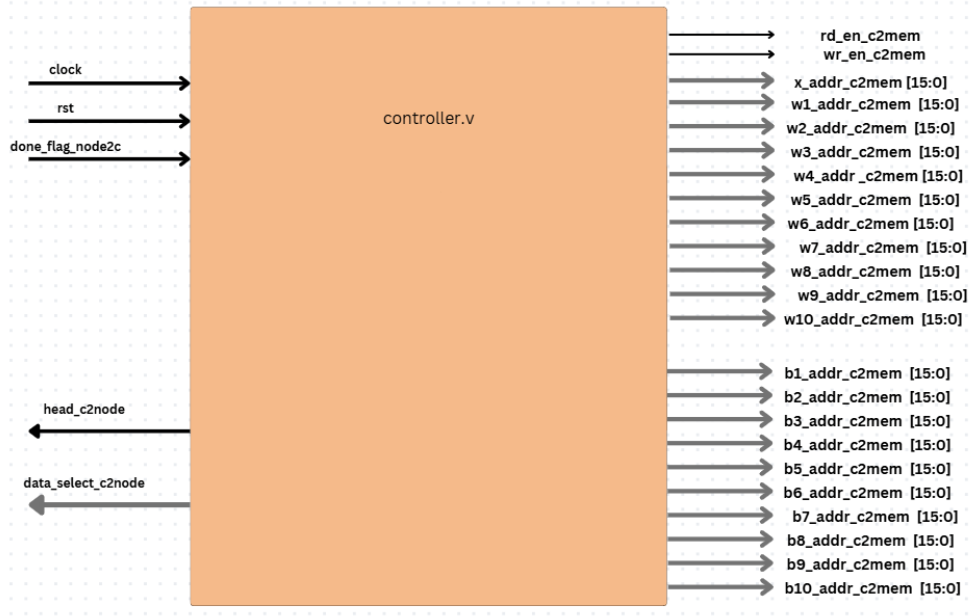 clock
rst
done_flag_node2c
head_c2node
data_select_c2node
controller.v
rd_en_c2mem
wr_en_c2mem
x_addr_c2mem [15:0]
w1_addr_c2mem [15:0]
w2_addr_c2mem [15:0]
w3_addr_c2mem [15:0]
w4_addr _c2mem [15:0]
w5_addr_c2mem [15:0]
w6_addr_c2mem [15:0]
w7_addr_c2mem [15:0]
w8_addr_c2mem [15:0]
w9_addr_c2mem [15:0]
w10_addr_c2mem [15:0]
b1_addr_c2mem [15:0]
b2_addr_c2mem [15:0]
b3_addr_c2mem [15:0]
b4_addr_c2mem [15:0]
b5_addr_c2mem [15:0]
b6_addr_c2mem [15:0]
b7_addr_c2mem [15:0]
b8_addr_c2mem [15:0]
b9_addr_c2mem [15:0]
b10_addr_c2mem [15:0]